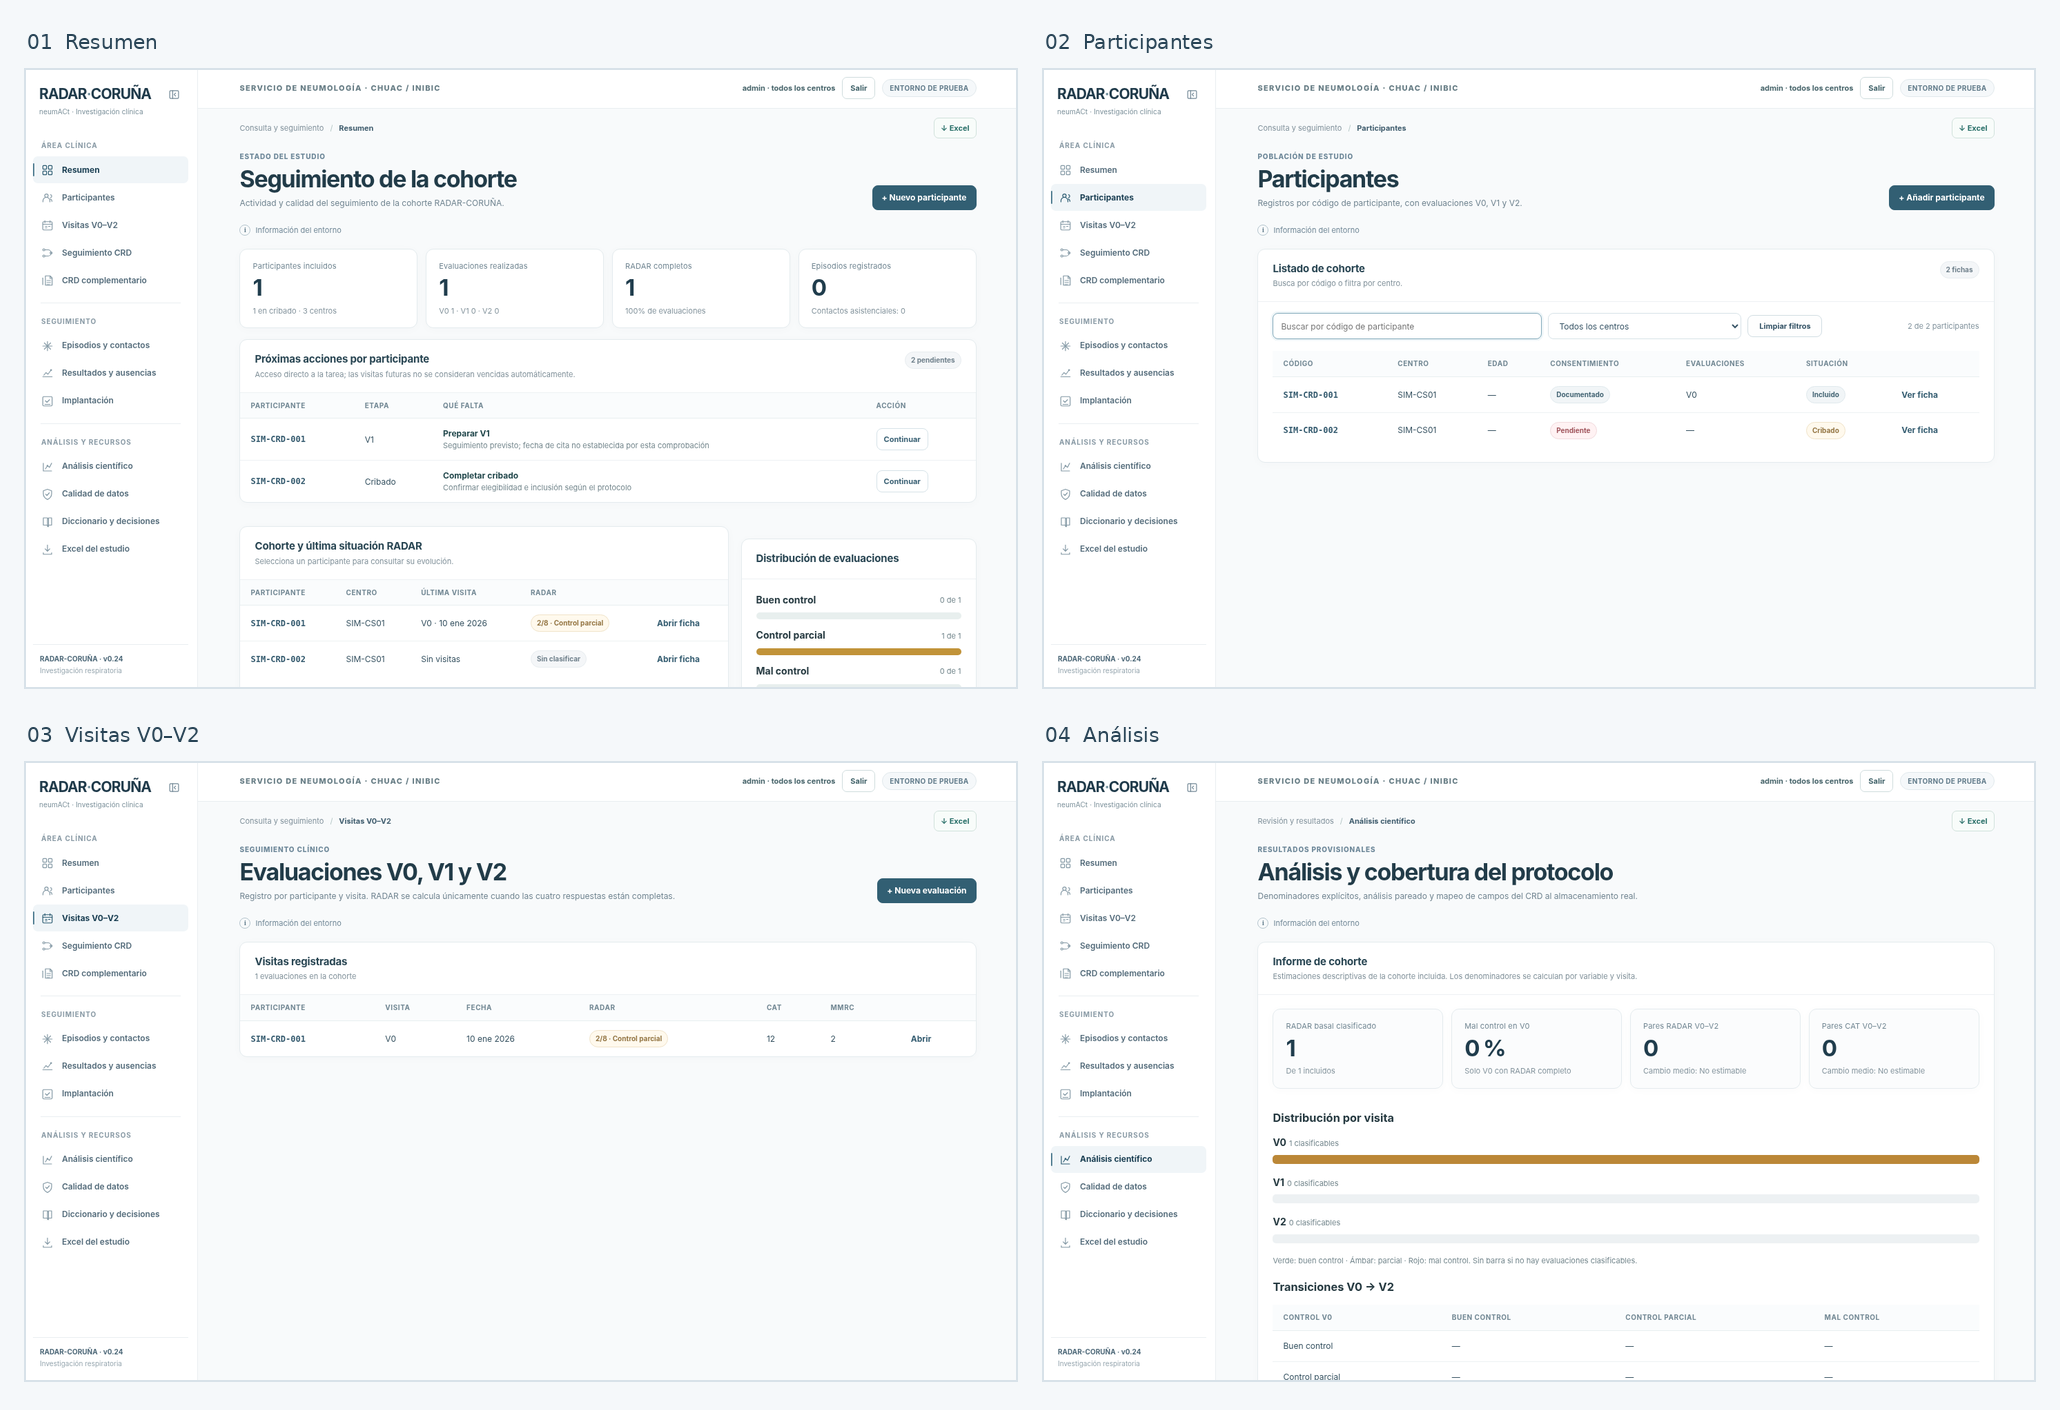 01 Resumen
RADAR·CORUÑA
neumACt · Investigación clínica
ÁREA CLÍNICA
Resumen
Participantes
Visitas V0–V2
Seguimiento CRD
CRD complementario
SEGUIMIENTO
Episodios y contactos
Resultados y ausencias
Implantación
ANÁLISIS Y RECURSOS
Análisis científico
Calidad de datos
Diccionario y decisiones
Excel del estudio
RADAR-CORUÑA · v0.24
Investigación respiratoria
SERVICIO DE NEUMOLOGÍA · CHUAC / INIBIC
admin · todos los centros Salir ENTORNO DE PRUEBA
Consulta y seguimiento / Resumen ↓ Excel
ESTADO DEL ESTUDIO
Seguimiento de la cohorte
Actividad y calidad del seguimiento de la cohorte RADAR-CORUÑA.
+ Nuevo participante
Información del entorno
Participantes incluidos
1
1 en cribado · 3 centros
Evaluaciones realizadas
1
V0 1 · V1 0 · V2 0
RADAR completos
1
100% de evaluaciones
Episodios registrados
0
Contactos asistenciales: 0
Próximas acciones por participante
2 pendientes
Acceso directo a la tarea; las visitas futuras no se consideran vencidas automáticamente.
PARTICIPANTE ETAPA QUÉ FALTA ACCIÓN
SIM-CRD-001 V1 Preparar V1 Continuar
Seguimiento previsto; fecha de cita no establecida por esta comprobación
SIM-CRD-002 Cribado Completar cribado Continuar
Confirmar elegibilidad e inclusión según el protocolo
Cohorte y última situación RADAR
Selecciona un participante para consultar su evolución.
PARTICIPANTE CENTRO ÚLTIMA VISITA RADAR
SIM-CRD-001 SIM-CS01 V0 · 10 ene 2026 2/8 · Control parcial Abrir ficha
SIM-CRD-002 SIM-CS01 Sin visitas Sin clasificar Abrir ficha
Distribución de evaluaciones
Buen control 0 de 1
Control parcial 1 de 1
Mal control 0 de 1
02 Participantes
RADAR·CORUÑA
neumACt · Investigación clínica
ÁREA CLÍNICA
Resumen
Participantes
Visitas V0–V2
Seguimiento CRD
CRD complementario
SEGUIMIENTO
Episodios y contactos
Resultados y ausencias
Implantación
ANÁLISIS Y RECURSOS
Análisis científico
Calidad de datos
Diccionario y decisiones
Excel del estudio
RADAR-CORUÑA · v0.24
Investigación respiratoria
SERVICIO DE NEUMOLOGÍA · CHUAC / INIBIC
admin · todos los centros Salir ENTORNO DE PRUEBA
Consulta y seguimiento / Participantes ↓ Excel
POBLACIÓN DE ESTUDIO
Participantes
Registros por código de participante, con evaluaciones V0, V1 y V2.
+ Añadir participante
Información del entorno
Listado de cohorte
2 fichas
Busca por código o filtra por centro.
Buscar por código de participante Todos los centros Limpiar filtros 2 de 2 participantes
CÓDIGO CENTRO EDAD CONSENTIMIENTO EVALUACIONES SITUACIÓN
SIM-CRD-001 SIM-CS01 — Documentado V0 Incluido Ver ficha
SIM-CRD-002 SIM-CS01 — Pendiente — Cribado Ver ficha
03 Visitas V0–V2
RADAR·CORUÑA
neumACt · Investigación clínica
ÁREA CLÍNICA
Resumen
Participantes
Visitas V0–V2
Seguimiento CRD
CRD complementario
SEGUIMIENTO
Episodios y contactos
Resultados y ausencias
Implantación
ANÁLISIS Y RECURSOS
Análisis científico
Calidad de datos
Diccionario y decisiones
Excel del estudio
RADAR-CORUÑA · v0.24
Investigación respiratoria
SERVICIO DE NEUMOLOGÍA · CHUAC / INIBIC
admin · todos los centros Salir ENTORNO DE PRUEBA
Consulta y seguimiento / Visitas V0–V2 ↓ Excel
SEGUIMIENTO CLÍNICO
Evaluaciones V0, V1 y V2
Registro por participante y visita. RADAR se calcula únicamente cuando las cuatro respuestas están completas.
+ Nueva evaluación
Información del entorno
Visitas registradas
1 evaluaciones en la cohorte
PARTICIPANTE VISITA FECHA RADAR CAT MMRC
SIM-CRD-001 V0 10 ene 2026 2/8 · Control parcial 12 2 Abrir
04 Análisis
RADAR·CORUÑA
neumACt · Investigación clínica
ÁREA CLÍNICA
Resumen
Participantes
Visitas V0–V2
Seguimiento CRD
CRD complementario
SEGUIMIENTO
Episodios y contactos
Resultados y ausencias
Implantación
ANÁLISIS Y RECURSOS
Análisis científico
Calidad de datos
Diccionario y decisiones
Excel del estudio
RADAR-CORUÑA · v0.24
Investigación respiratoria
SERVICIO DE NEUMOLOGÍA · CHUAC / INIBIC
admin · todos los centros Salir ENTORNO DE PRUEBA
Revisión y resultados / Análisis científico ↓ Excel
RESULTADOS PROVISIONALES
Análisis y cobertura del protocolo
Denominadores explícitos, análisis pareado y mapeo de campos del CRD al almacenamiento real.
Información del entorno
Informe de cohorte
Estimaciones descriptivas de la cohorte incluida. Los denominadores se calculan por variable y visita.
RADAR basal clasificado
1
De 1 incluidos
Mal control en V0
0 %
Solo V0 con RADAR completo
Pares RADAR V0–V2
0
Cambio medio: No estimable
Pares CAT V0–V2
0
Cambio medio: No estimable
Distribución por visita
V0 1 clasificables
V1 0 clasificables
V2 0 clasificables
Verde: buen control · Ámbar: parcial · Rojo: mal control. Sin barra si no hay evaluaciones clasificables.
Transiciones V0 → V2
CONTROL V0 BUEN CONTROL CONTROL PARCIAL MAL CONTROL
Buen control — — —
Control parcial — — —